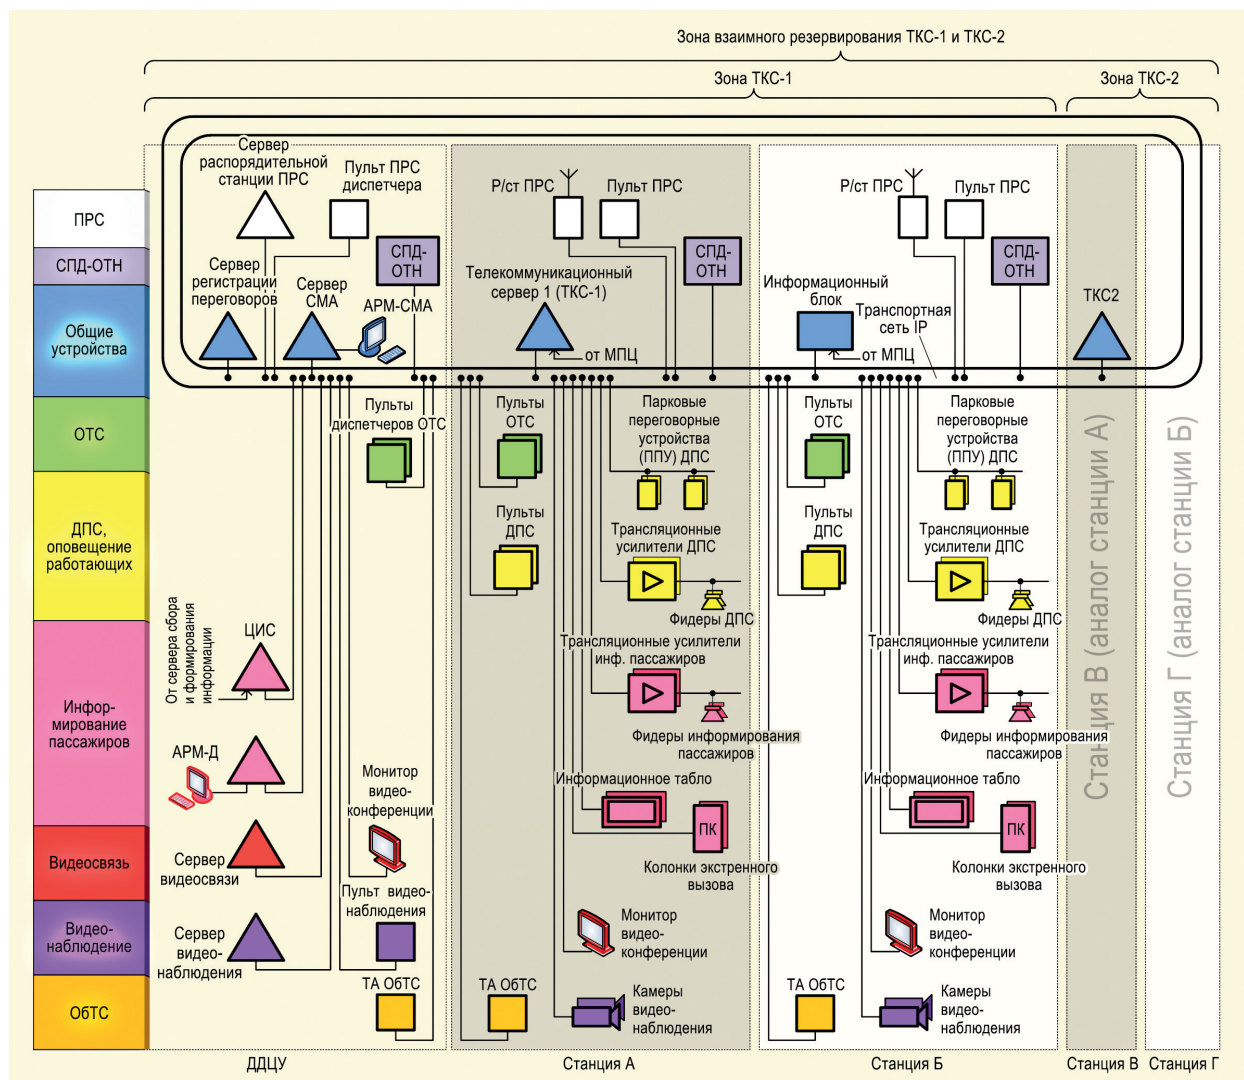 Зона взаимного резервирования ТКС-1 и ТКС-2
Зона ТКС-1
Зона ТКС-2
ПРС
СПД-ОТН
Общие
устройства
ОТС
ДПС,
оповещение
работающих
Инфор-
мирование
пассажиров
Видеосвязь
Видео-
наблюдение
ОбТС
Сервер
распорядительной
станции ПРС
Пульт ПРС
диспетчера
СПД-
ОТН
Сервер
регистрации
переговоров
Сервер
СМА
АРМ-СМА
Пульты
диспетчеров ОТС
От сервера сбора
и формирования
информации
ЦИС
АРМ-Д
Монитор
видео-
конференции
Сервер
видеосвязи
Пульт видео-
наблюдения
Сервер
видео-
наблюдения
ТА ОбТС
ДДЦУ
Р/ст ПРС
Пульт ПРС
СПД-
ОТН
Телекоммуникационный
сервер 1 (ТКС-1)
от МПЦ
Пульты
ОТС
Парковые
переговорные
устройства
(ППУ) ДПС
Пульты
ДПС
Трансляционные
усилители ДПС
Фидеры ДПС
Трансляционные усилители
инф. пассажиров
Фидеры информирования
пассажиров
Информационное табло
ПК
Колонки экстренного
вызова
Монитор
видео-
конференции
ТА ОбТС
Камеры
видео-
наблюдения
Станция А
Р/ст ПРС
Пульт ПРС
СПД-
ОТН
Информационный
блок
Транспортная
сеть IP
от МПЦ
Пульты
ОТС
Парковые
переговорные
устройства
(ППУ) ДПС
Пульты
ДПС
Трансляционные
усилители ДПС
Фидеры ДПС
Трансляционные усилители
инф. пассажиров
Фидеры информирования
пассажиров
Информационное табло
ПК
Колонки экстренного
вызова
Монитор
видео-
конференции
ТА ОбТС
Камеры
видео-
наблюдения
Станция Б
ТКС2
Станция В (аналог станции А)
Станция В
Станция Г (аналог станции Б)
Станция Г